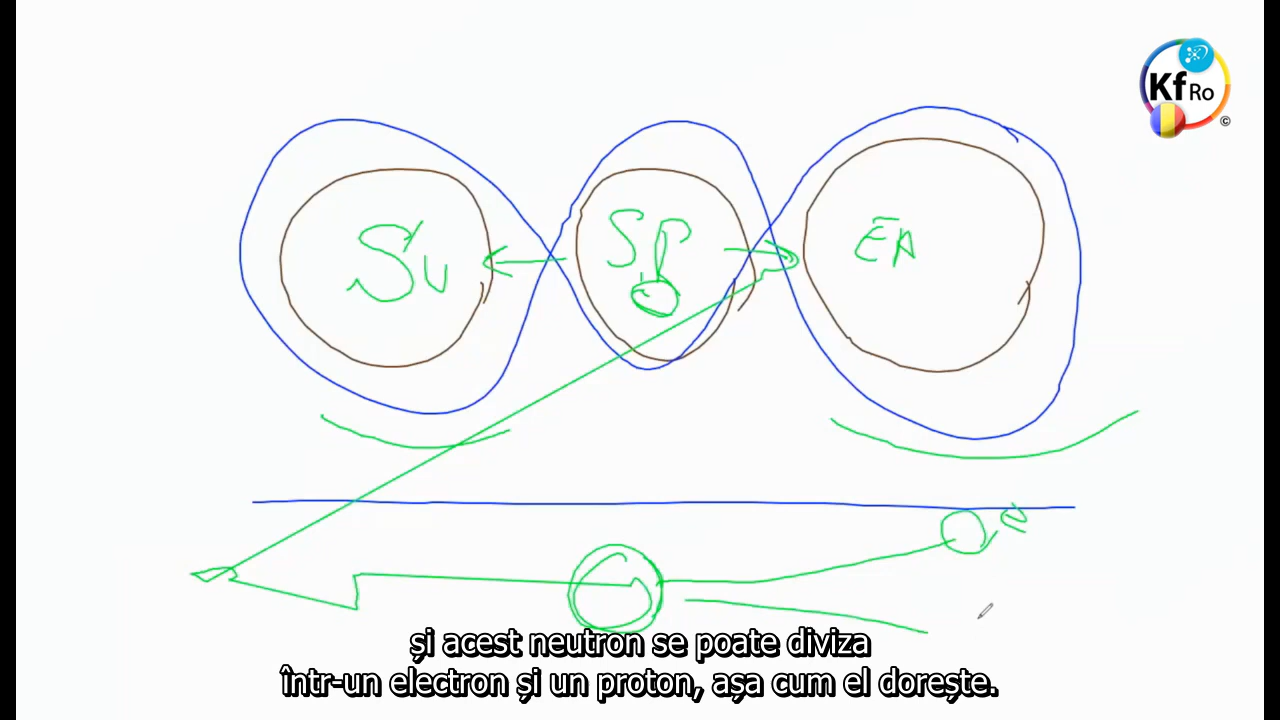 Kf Ro
©
Su
Sp
EA
și acest neutron se poate diviza
într-un electron și un proton, așa cum el dorește.